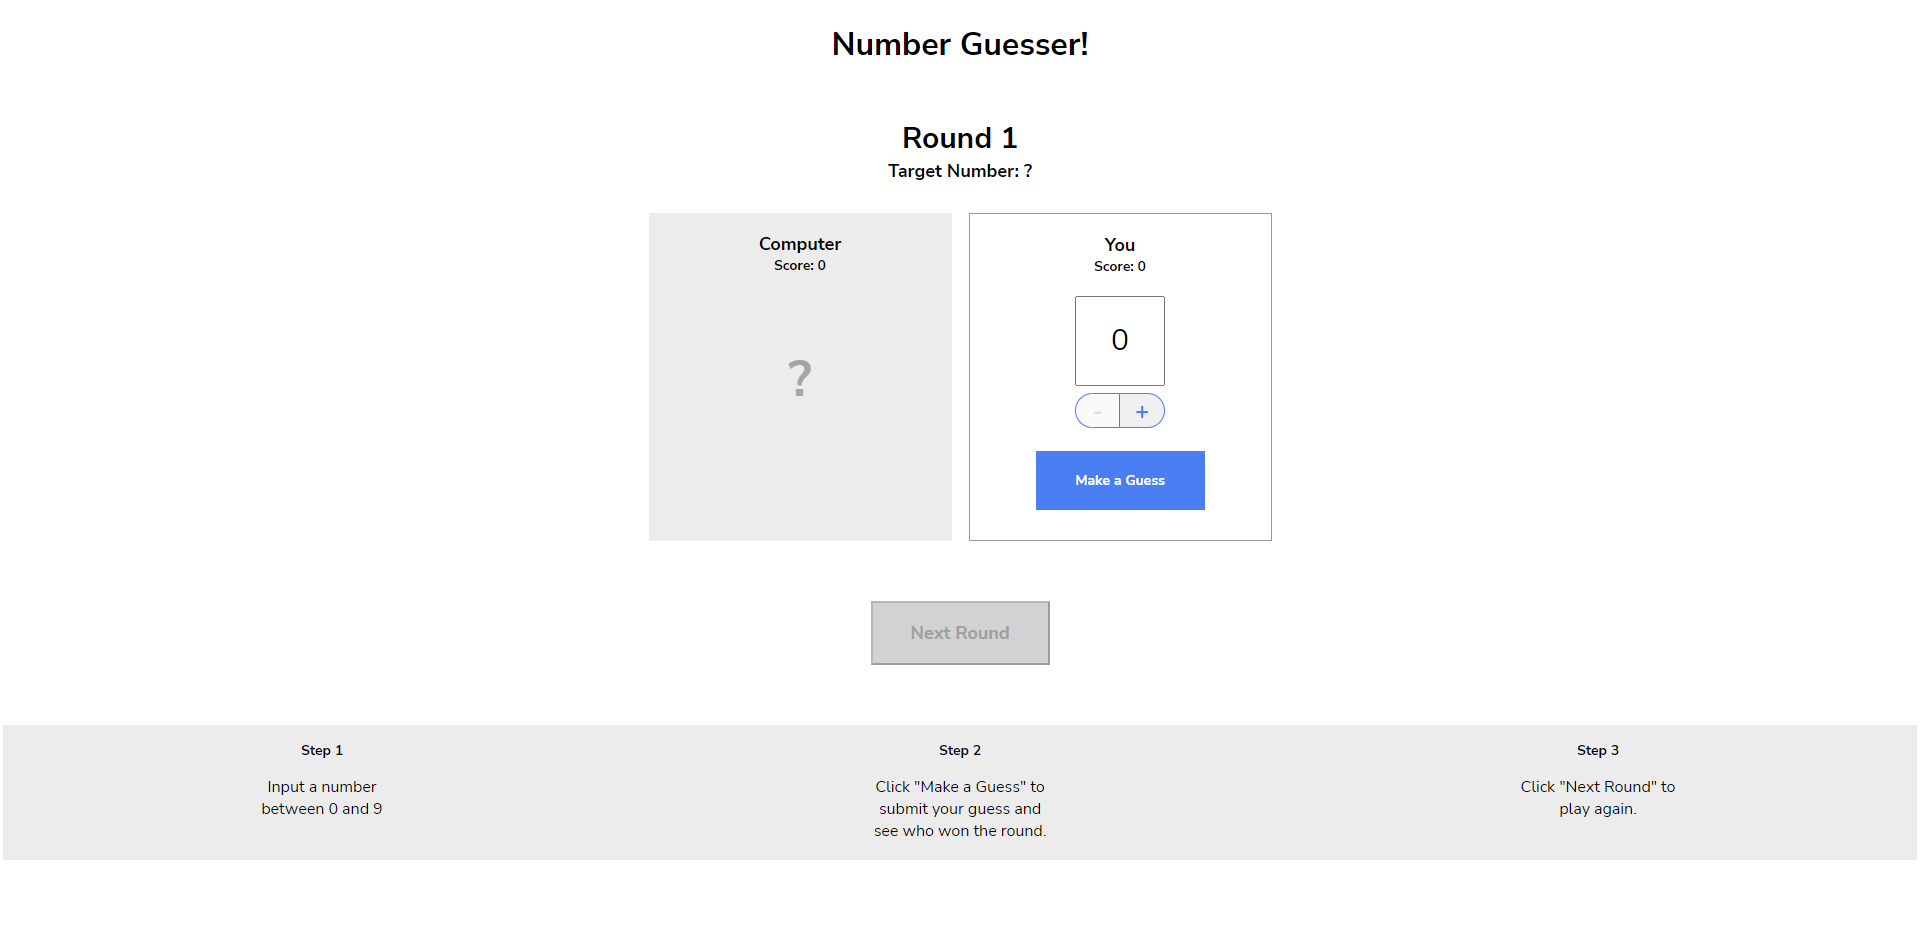 Number Guesser!
Round 1
Target Number: ?
Computer
Score: 0
?
You
Score: 0
0
- +
Make a Guess
Next Round
Step 1
Input a number
between 0 and 9
Step 2
Click "Make a Guess" to
submit your guess and
see who won the round.
Step 3
Click "Next Round" to
play again.